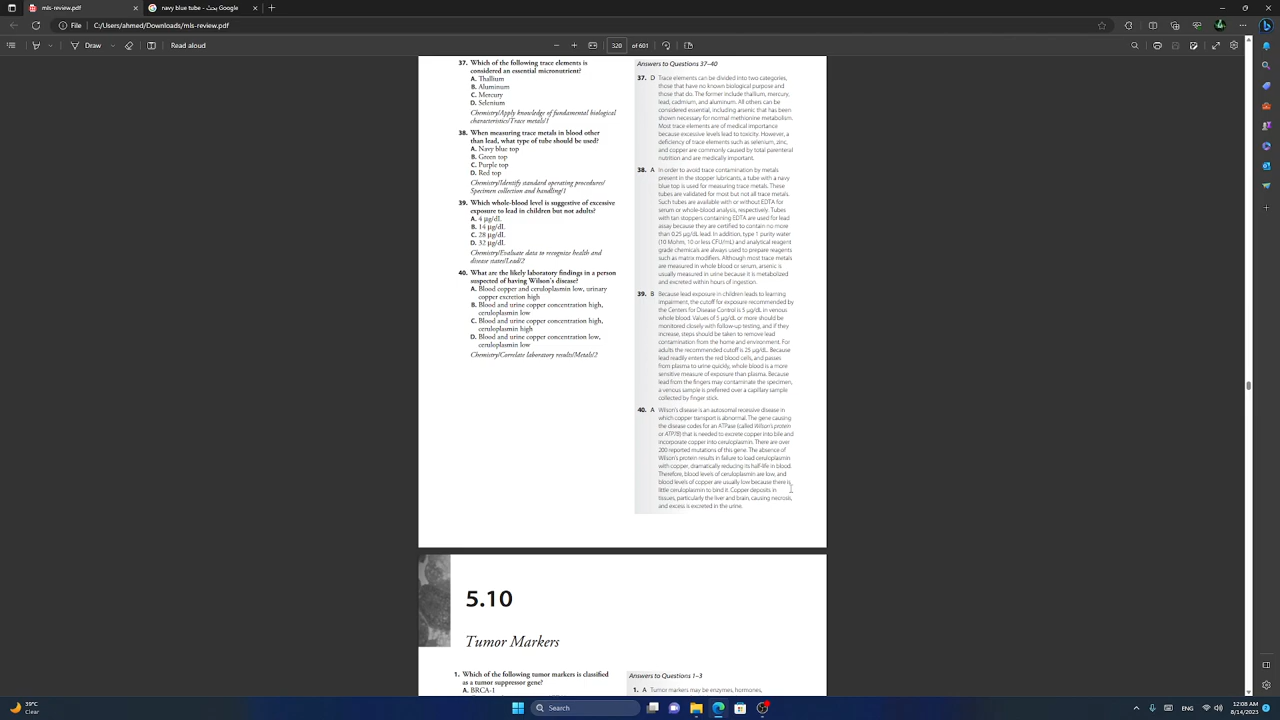 mls-review.pdf
navy blue tube - Google
File
C:/Users/Downloads/mls-review.pdf
Draw
Read aloud
320
of 601
37. Which of the following trace elements is
considered an essential micronutrient?
A. Thallium
B. Aluminum
C. Mercury
D. Selenium
Chemistry/Apply knowledge of fundamental biological
characteristics/Trace metals/1
38. When measuring trace metals in blood other
than lead, what type of tube should be used?
A. Navy blue top
B. Green top
C. Purple top
D. Red top
Chemistry/Identify standard operating procedures/
Specimen collection and handling/1
39. Which whole-blood level is suggestive of excessive
exposure to lead in children but not adults?
A. 4 μg/dL
B. 14 μg/dL
C. 28 μg/dL
D. 32 μg/dL
Chemistry/Evaluate data to recognize health and
disease states/Lead/2
40. What are the likely laboratory findings in a person
suspected of having Wilson's disease?
A. Blood copper and ceruloplasmin low, urinary
copper excretion high
B. Blood and urine copper concentration high,
ceruloplasmin low
C. Blood and urine copper concentration high,
ceruloplasmin high
D. Blood and urine copper concentration low,
ceruloplasmin low
Chemistry/Correlate laboratory results/Metals/2
Answers to Questions 37–40
37. D Trace elements can be divided into two categories,
those that have no known biological purpose and
those that do. The former include thallium, mercury,
lead, cadmium, and aluminum. All others can be
considered essential, including arsenic that has been
shown necessary for normal methionine metabolism.
Most trace elements are of medical importance
because excessive levels lead to toxicity. However, a
deficiency of trace elements such as selenium, zinc,
and copper are commonly caused by total parenteral
nutrition and are medically important.
38. A In order to avoid trace contamination by metals
present in the stopper lubricants, a tube with a navy
blue top is used for measuring trace metals. These
tubes are validated for most but not all trace metals.
Such tubes are available with or without EDTA for
serum or whole-blood analysis, respectively. Tubes
with tan stoppers containing EDTA are used for lead
assay because they are certified to contain no more
than 0.25 μg/dL lead. In addition, type 1 purity water
(10 Mohm, 10 or less CFU/mL) and analytical reagent
grade chemicals are always used to prepare reagents
such as matrix modifiers. Although most trace metals
are measured in whole blood or serum, arsenic is
usually measured in urine because it is metabolized
and excreted within hours of ingestion.
39. B Because lead exposure in children leads to learning
impairment, the cutoff for exposure recommended by
the Centers for Disease Control is 5 μg/dL in venous
whole blood. Values of 5 μg/dL or more should be
monitored closely with follow-up testing, and if they
increase, steps should be taken to remove lead
contamination from the home and environment. For
adults the recommended cutoff is 25 μg/dL. Because
lead readily enters the red blood cells, and passes
from plasma to urine quickly, whole blood is a more
sensitive measure of exposure than plasma. Because
lead from the fingers may contaminate the specimen,
a venous sample is preferred over a capillary sample
collected by finger stick.
40. A Wilson's disease is an autosomal recessive disease in
which copper transport is abnormal. The gene causing
the disease codes for an ATPase (called Wilson's protein
or ATP7B) that is needed to excrete copper into bile and
incorporate copper into ceruloplasmin. There are over
200 reported mutations of this gene. The absence of
Wilson's protein results in failure to load ceruloplasmin
with copper, dramatically reducing its half-life in blood.
Therefore, blood levels of ceruloplasmin are low, and
blood levels of copper are usually low because there is
little ceruloplasmin to bind it. Copper deposits in
tissues, particularly the liver and brain, causing necrosis,
and excess is excreted in the urine.
5.10
Tumor Markers
1. Which of the following tumor markers is classified
as a tumor suppressor gene?
A. BRCA-1
Answers to Questions 1–3
1. A Tumor markers may be enzymes, hormones,
39°C
Clear
Search
12:08 AM
8/14/2023